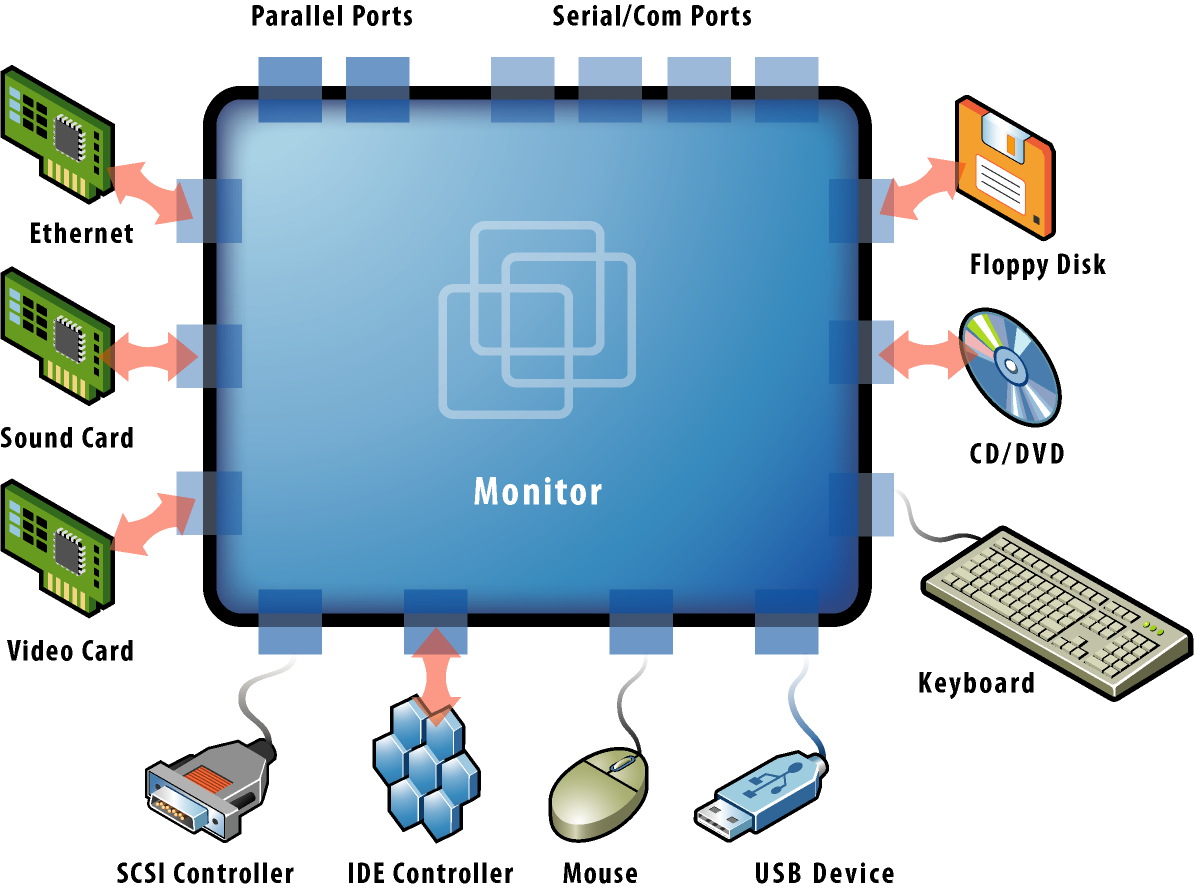 Parallel Ports
Serial/Com Ports
Ethernet
Floppy Disk
Sound Card
CD/DVD
Monitor
Video Card
Keyboard
SCSI Controller
IDE Controller
Mouse
USB Device